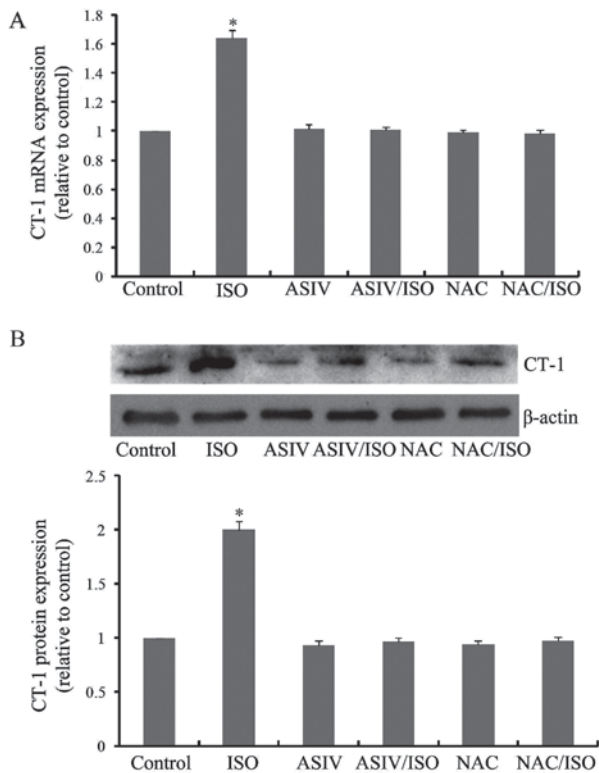 A
CT-1 mRNA expression
(relative to control)
1.8
1.6
1.4
1.2
1
0.8
0.6
0.4
0.2
0
*
Control ISO ASIV ASIV/ISO NAC NAC/ISO
B
CT-1
β-actin
Control ISO ASIV ASIV/ISO NAC NAC/ISO
CT-1 protein expression
(relative to control)
2.5
2
1.5
1
0.5
0
*
Control ISO ASIV ASIV/ISO NAC NAC/ISO